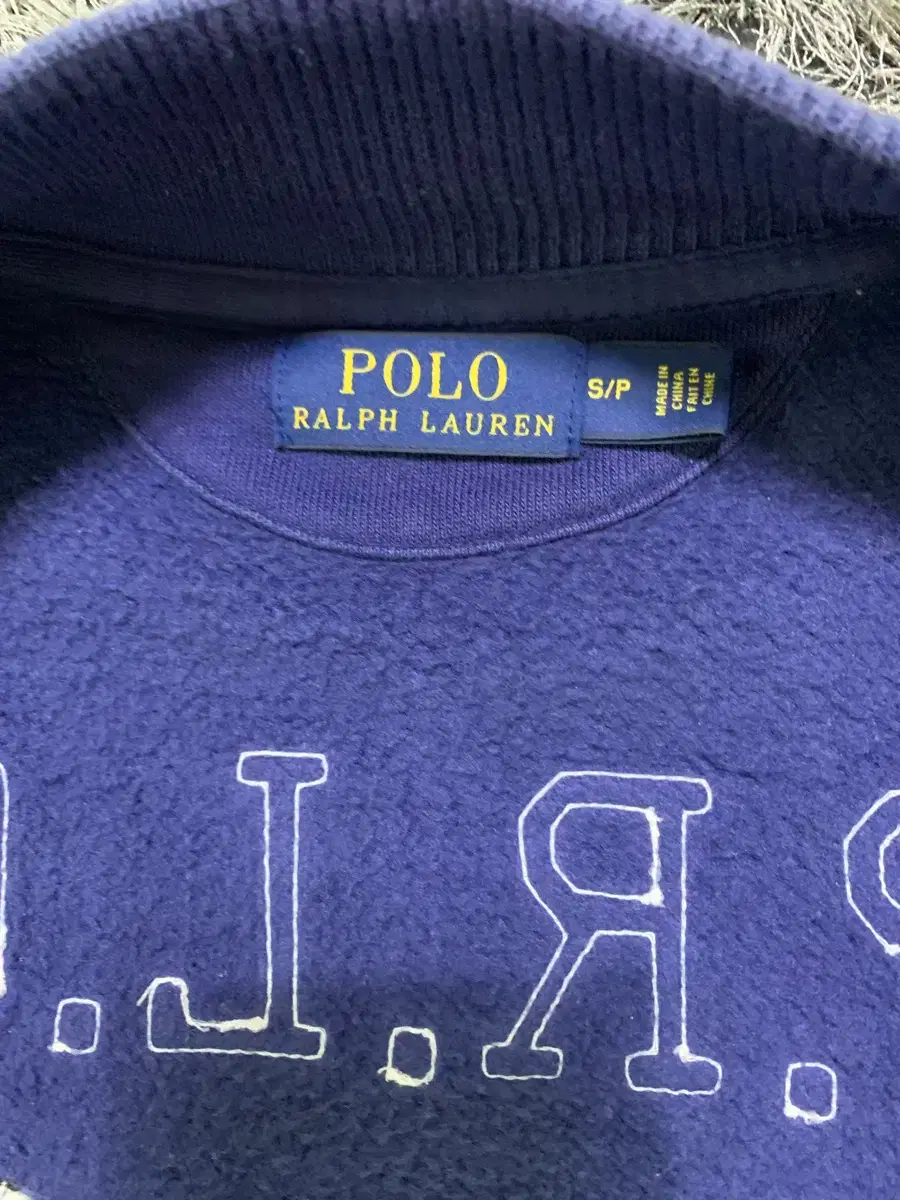 POLO
RALPH LAUREN
S/P
MADE IN
CHINA
FAIT EN
CHINE
P.R.L.